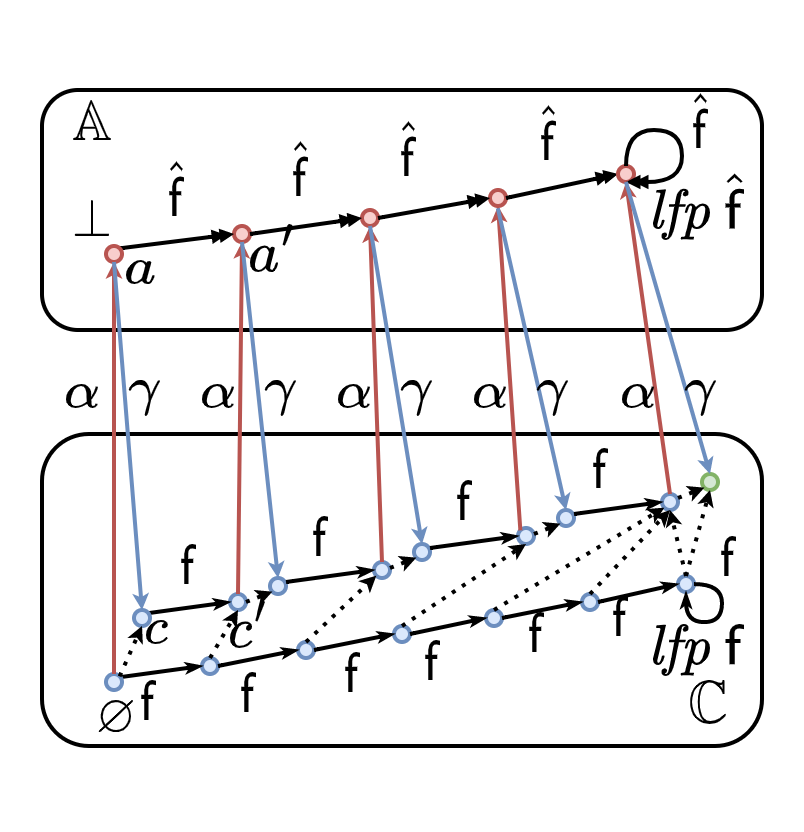 𝔸
f̂ f̂ f̂ f̂ f̂
⊥
a a′ lfp f̂
α γ α γ α γ α γ α γ
f f f f f
c c′
f f f f f f
lfp f
∅ ℂ